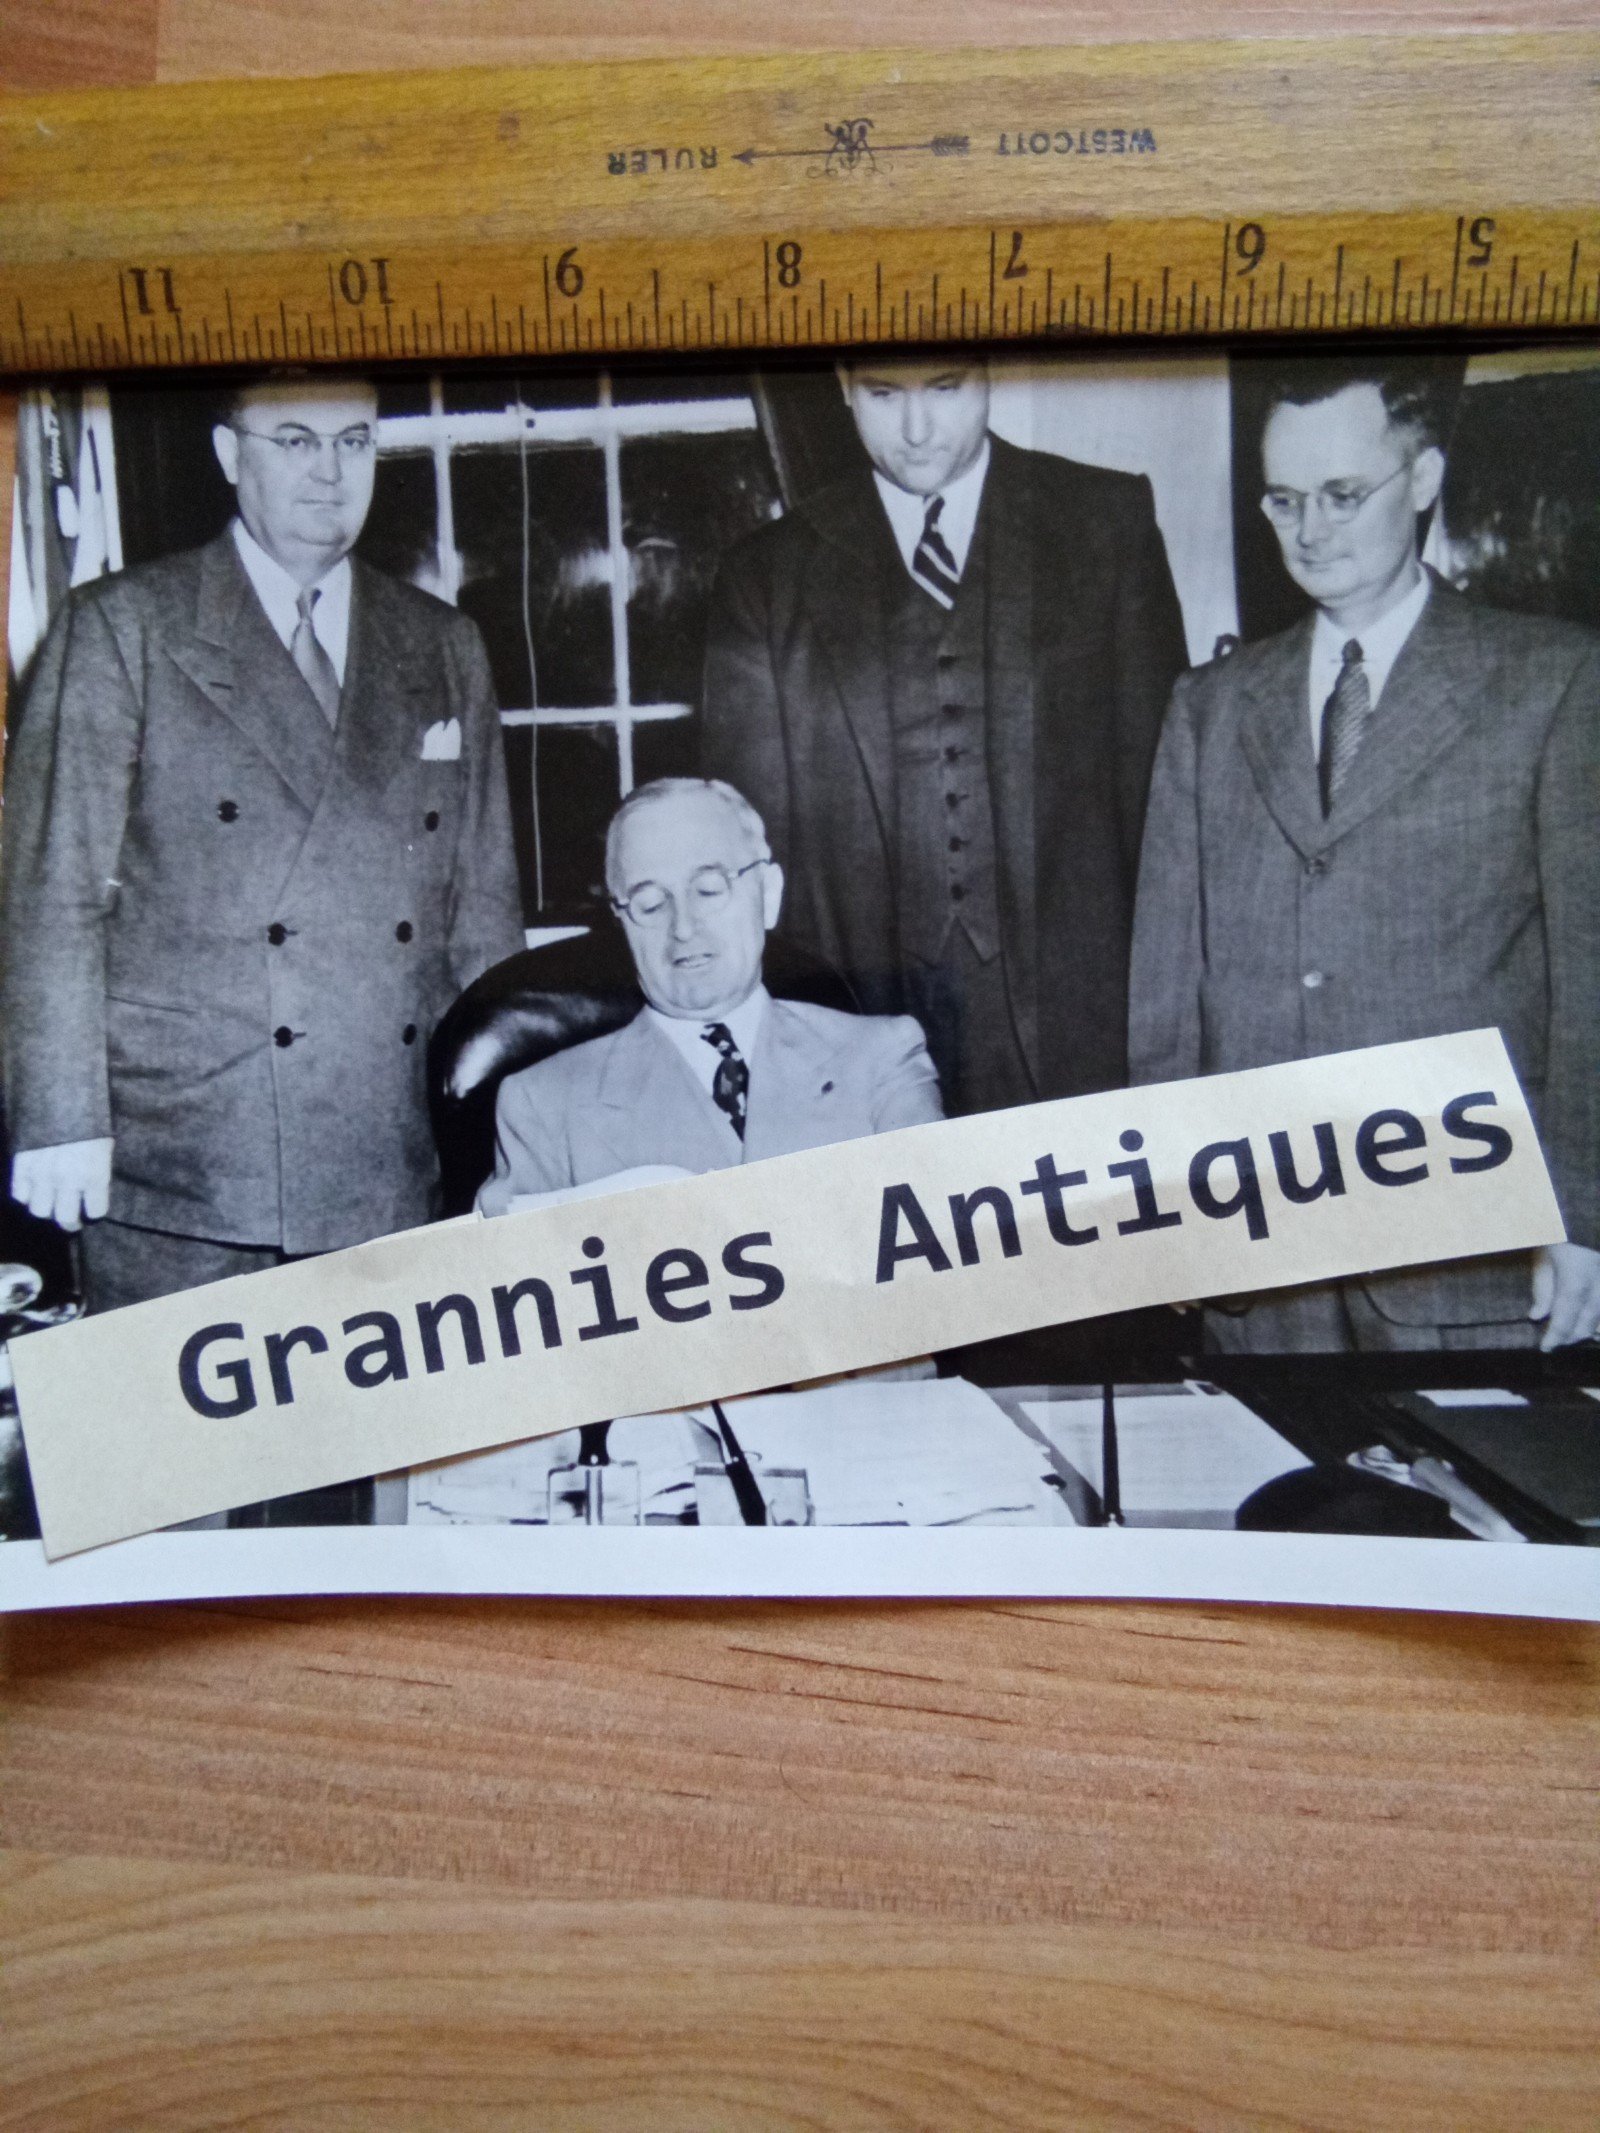 WESTCOTT RULER
11 10 9 8 7 6 5
Grannies Antiques